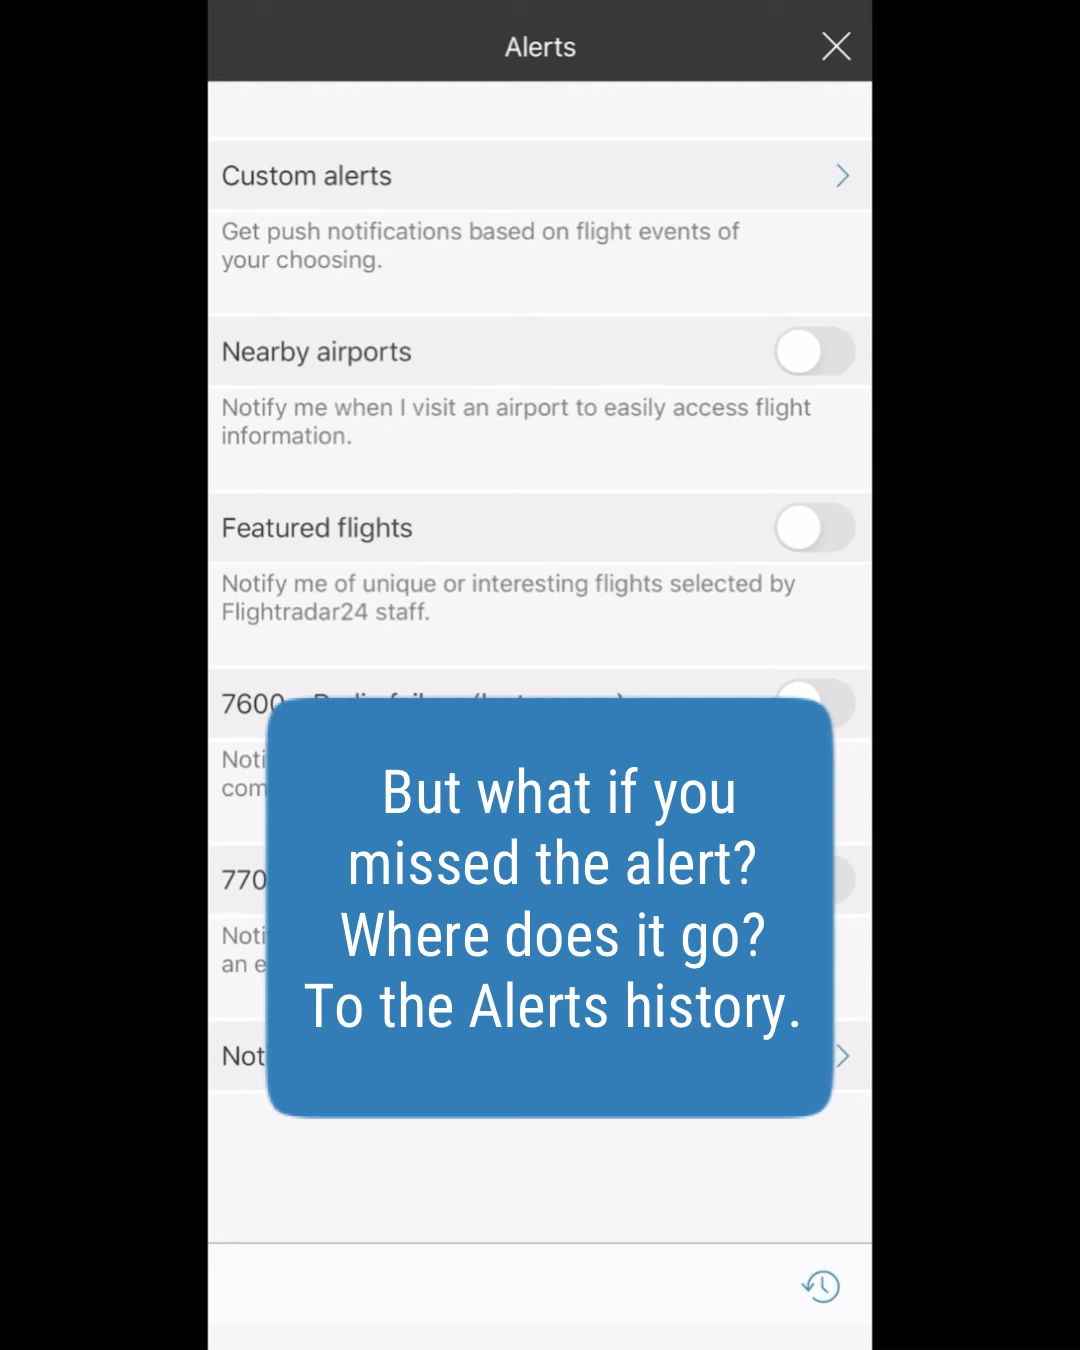 Alerts
Custom alerts
Get push notifications based on flight events of
your choosing.
Nearby airports
Notify me when I visit an airport to easily access flight
information.
Featured flights
Notify me of unique or interesting flights selected by
Flightradar24 staff.
7600
But what if you
missed the alert?
Where does it go?
To the Alerts history.